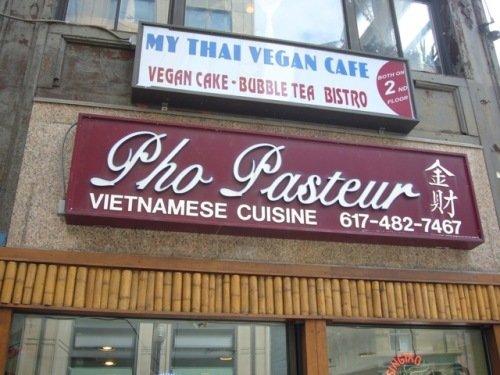 MY THAI VEGAN CAFE
VEGAN CAKE - BUBBLE TEA BISTRO
BOTH ON
2ND
FLOOR
Pho Pasteur
金財
VIETNAMESE CUISINE 617-482-7467